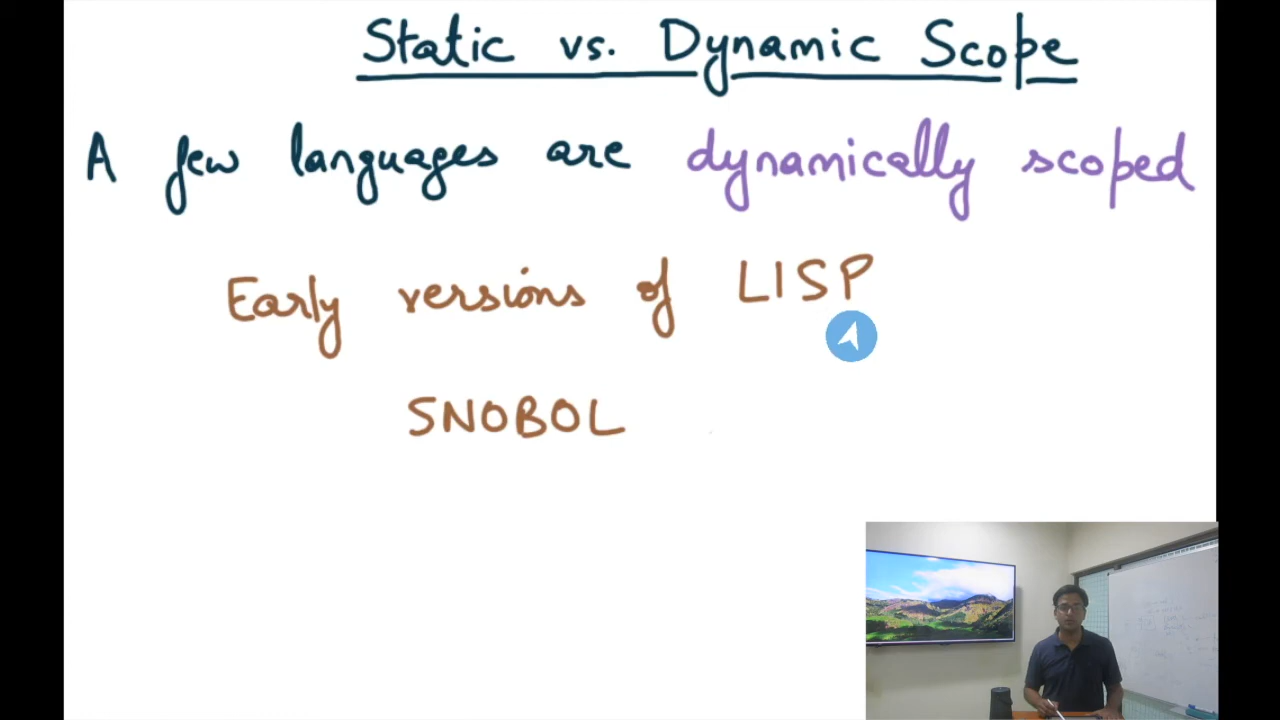 Static vs. Dynamic Scope
A few languages are dynamically scoped
Early versions of LISP
SNOBOL